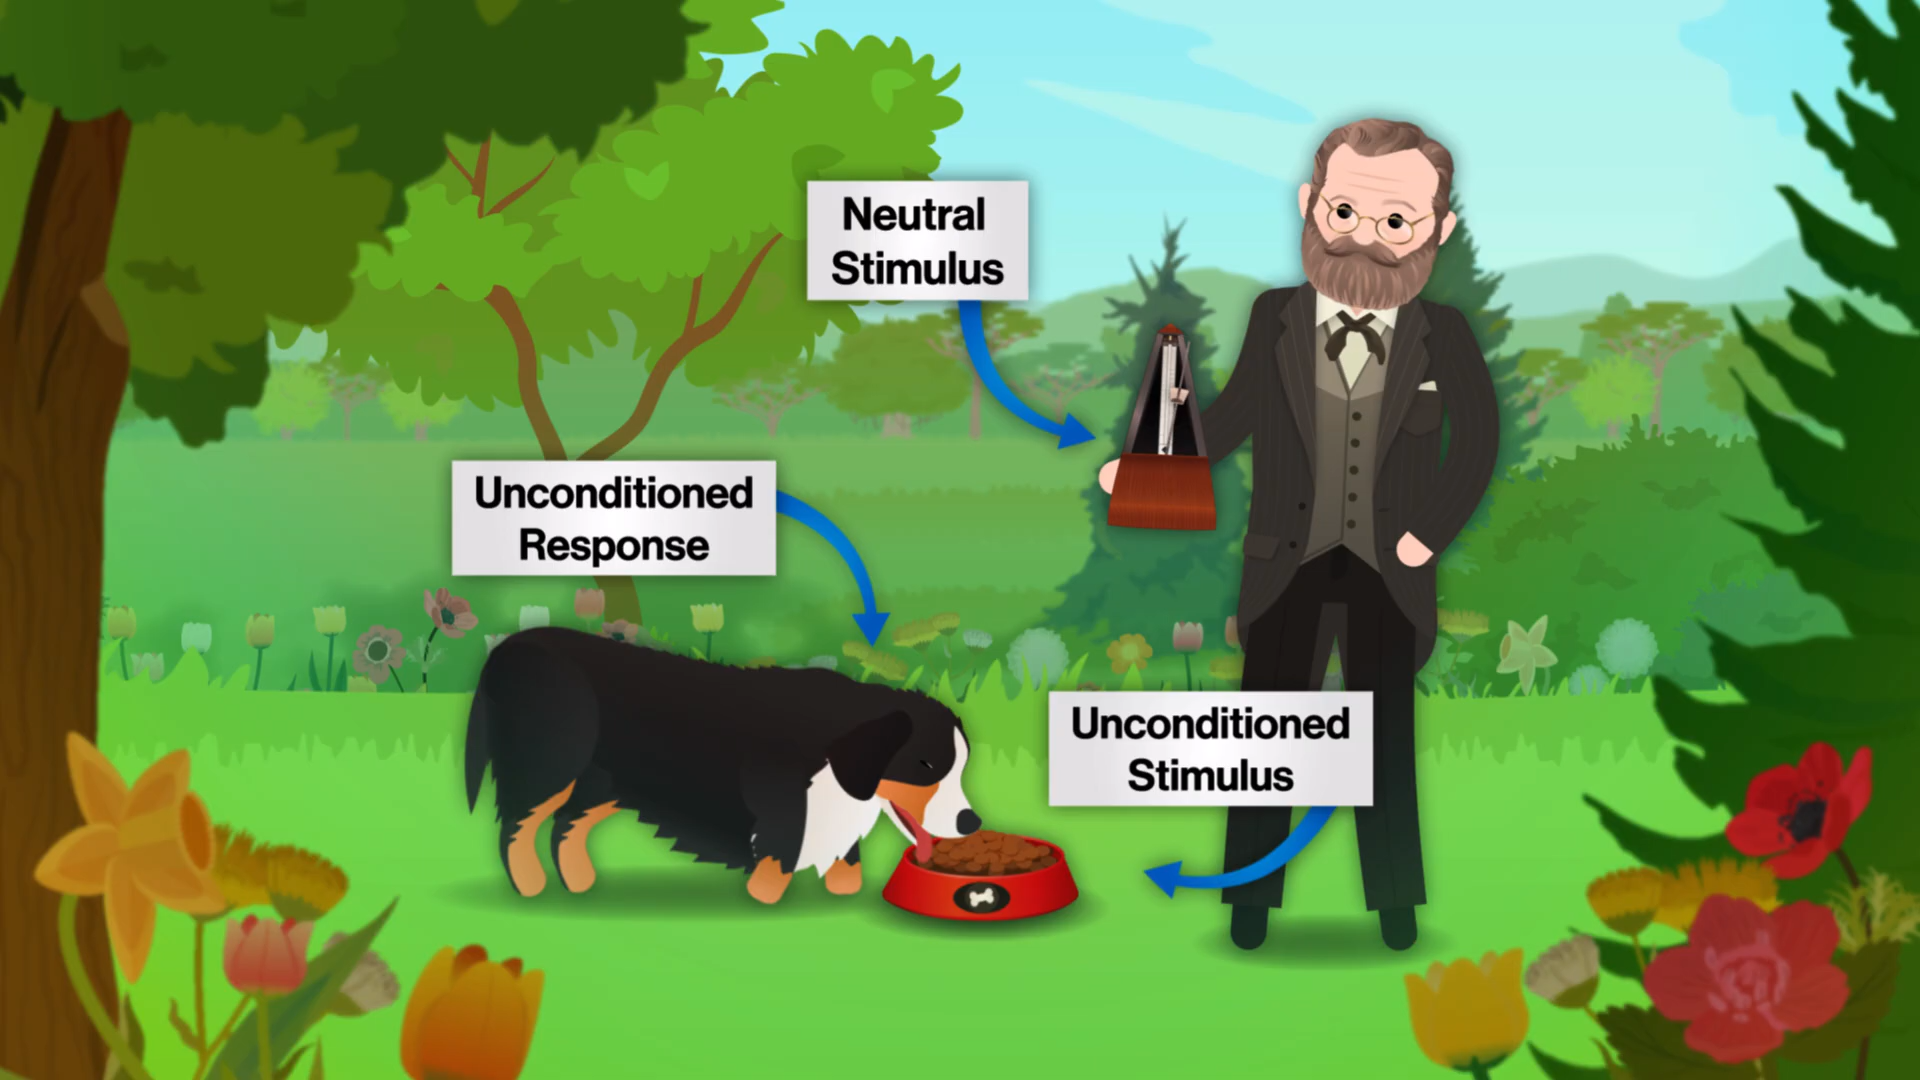 Neutral
Stimulus
Unconditioned
Response
Unconditioned
Stimulus